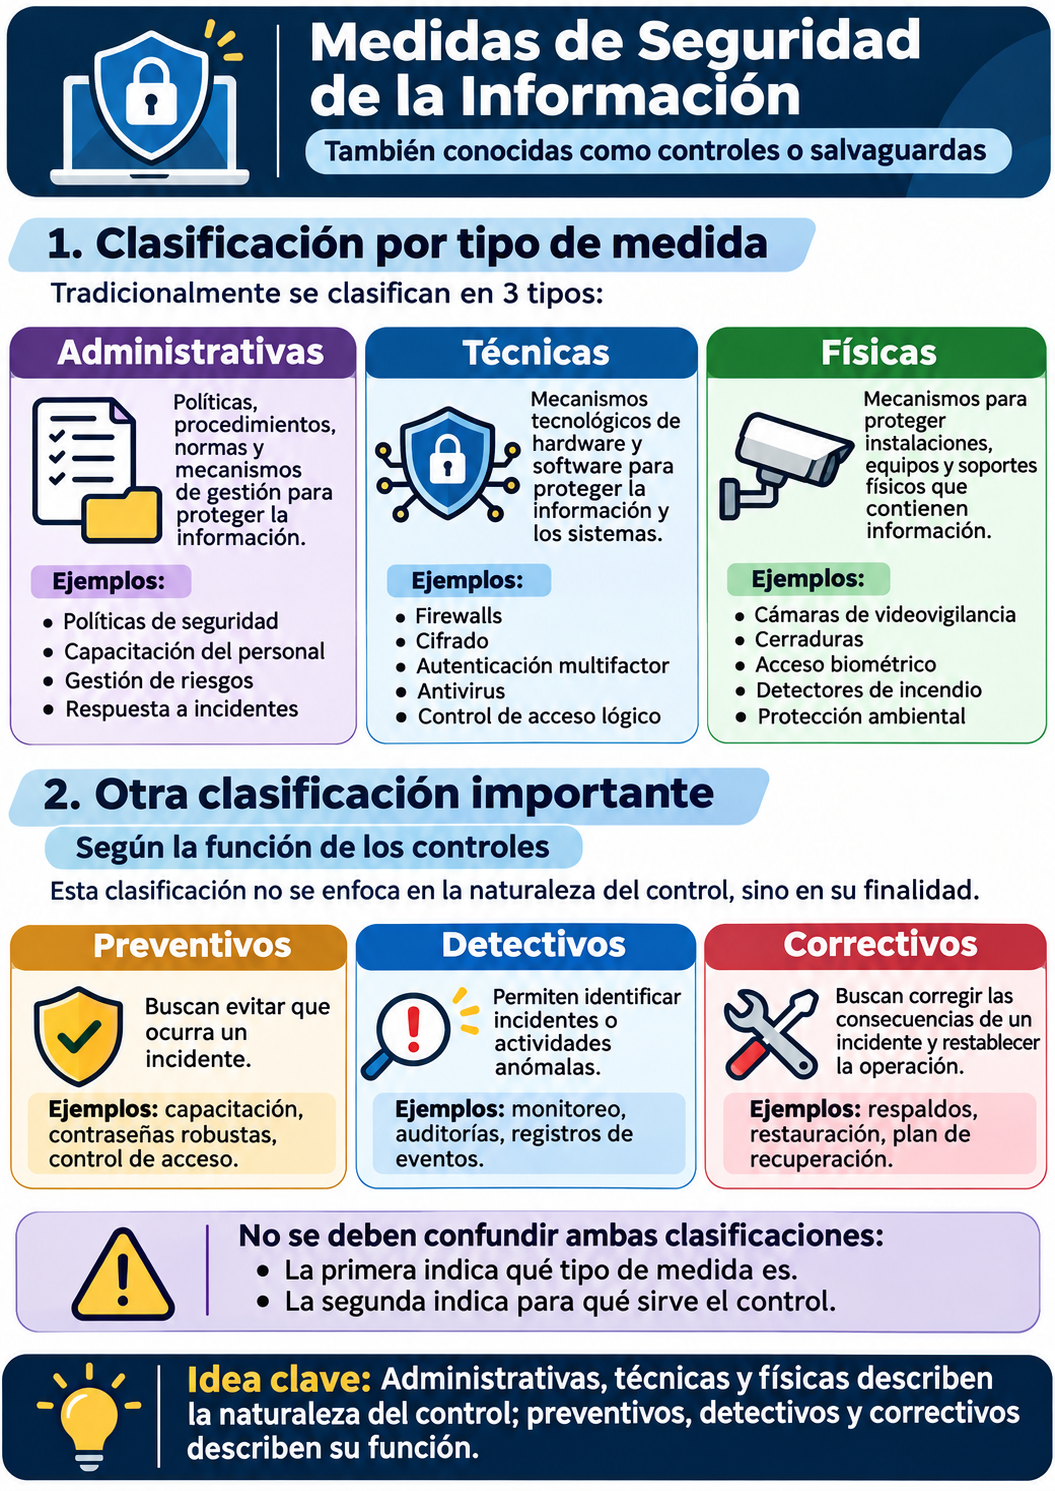 Medidas de Seguridad
de la Información
También conocidas como controles o salvaguardas
1. Clasificación por tipo de medida
Tradicionalmente se clasifican en 3 tipos:
Administrativas
Políticas,
procedimientos,
normas y
mecanismos
de gestión para
proteger la
información.
Ejemplos:
• Políticas de seguridad
• Capacitación del personal
• Gestión de riesgos
• Respuesta a incidentes
Técnicas
Mecanismos
tecnológicos de
hardware y
software para
proteger la
información y
los sistemas.
Ejemplos:
• Firewalls
• Cifrado
• Autenticación multifactor
• Antivirus
• Control de acceso lógico
Físicas
Mecanismos para
proteger
instalaciones,
equipos y soportes
físicos que
contienen
información.
Ejemplos:
• Cámaras de videovigilancia
• Cerraduras
• Acceso biométrico
• Detectores de incendio
• Protección ambiental
2. Otra clasificación importante
Según la función de los controles
Esta clasificación no se enfoca en la naturaleza del control, sino en su finalidad.
Preventivos
Buscan evitar que
ocurra un
incidente.
Ejemplos: capacitación,
contraseñas robustas,
control de acceso.
Detectivos
Permiten identificar
incidentes o
actividades
anómalas.
Ejemplos: monitoreo,
auditorías, registros de
eventos.
Correctivos
Buscan corregir las
consecuencias de un
incidente y restablecer
la operación.
Ejemplos: respaldos,
restauración, plan de
recuperación.
No se deben confundir ambas clasificaciones:
• La primera indica qué tipo de medida es.
• La segunda indica para qué sirve el control.
Idea clave: Administrativas, técnicas y físicas describen
la naturaleza del control; preventivos, detectivos y correctivos
describen su función.